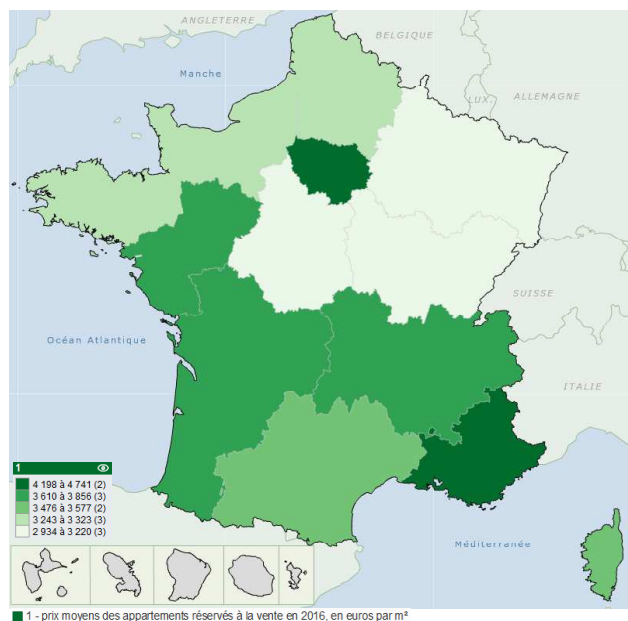 ANGLETERRE
BELGIQUE
Manche
LUX.
ALLEMAGNE
SUISSE
Océan Atlantique
ITALIE
1
4 198 à 4 741 (2)
3 610 à 3 856 (3)
3 476 à 3 577 (2)
3 243 à 3 323 (3)
2 934 à 3 220 (3)
Méditerranée
1 - prix moyens des appartements réservés à la vente en 2016, en euros par m²